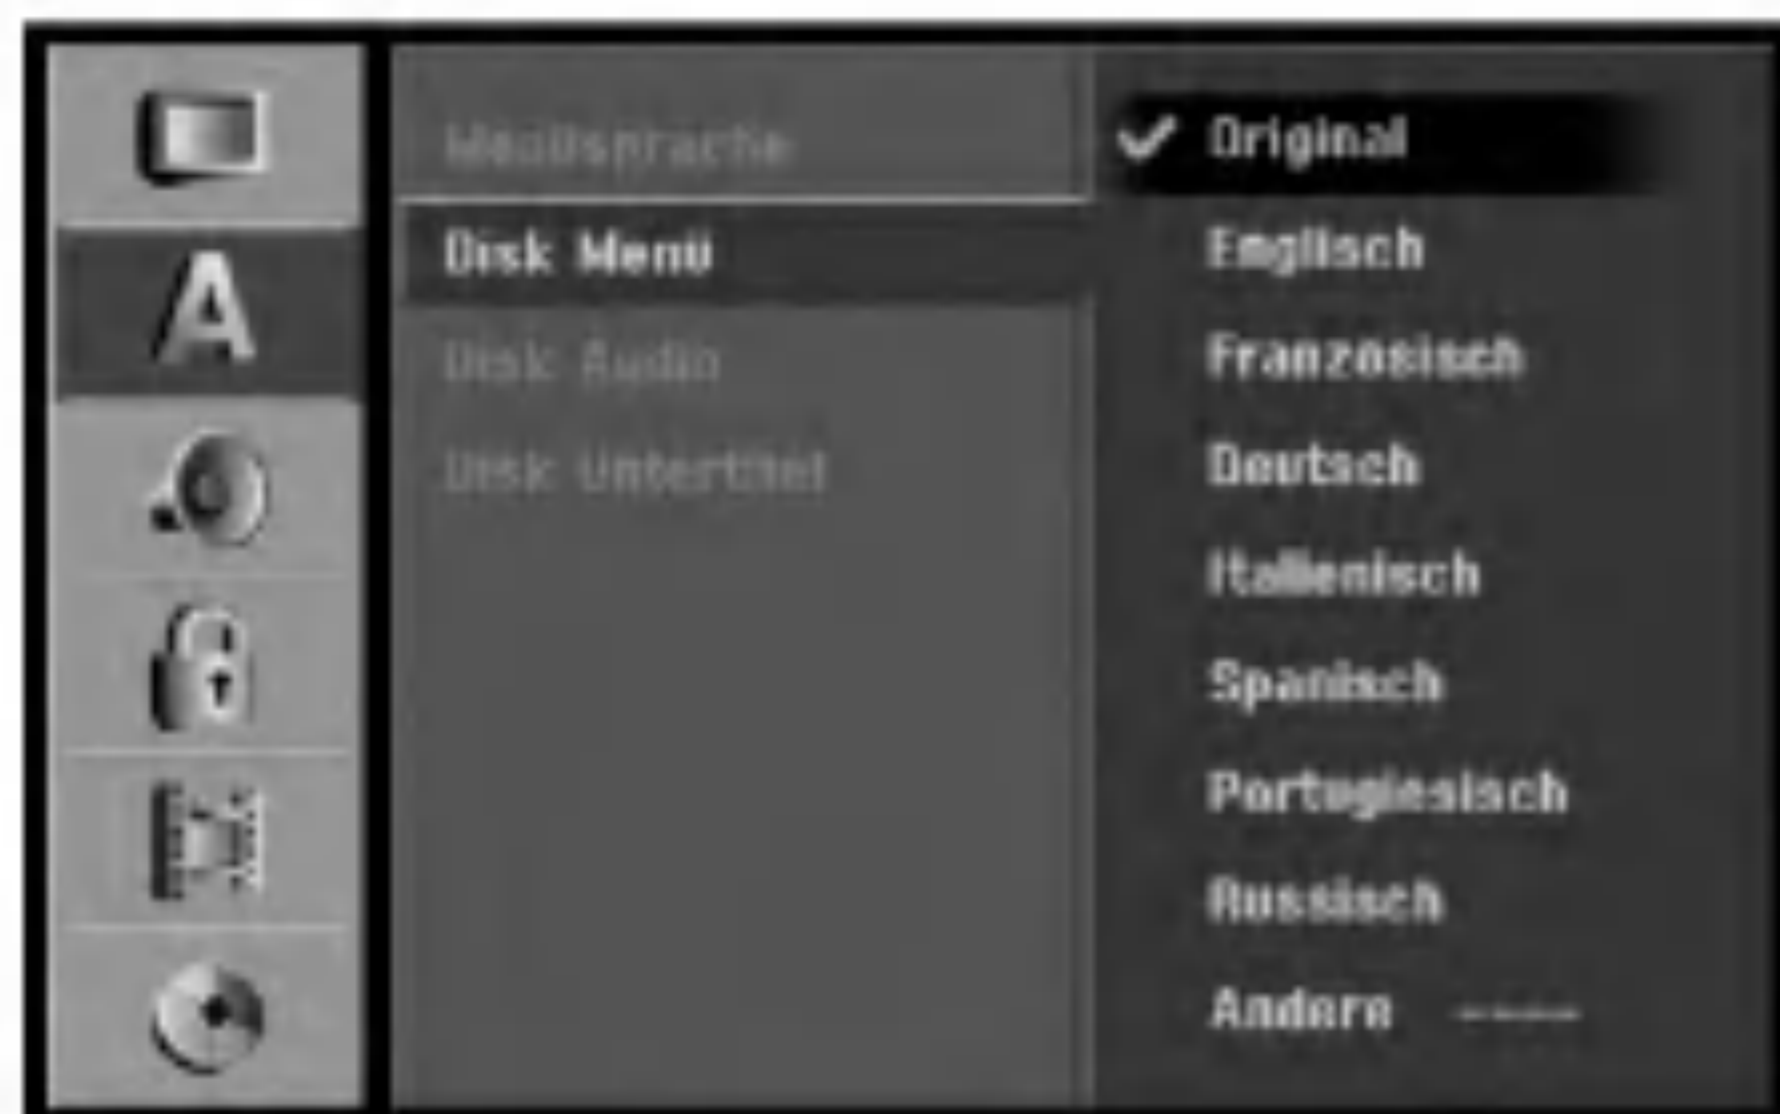 Menüsprache
Disk Menü
Disk Audio
Disk Untertitel
Original
Englisch
Französisch
Deutsch
Italienisch
Spanisch
Portugiesisch
Russisch
Andere – – – –
A